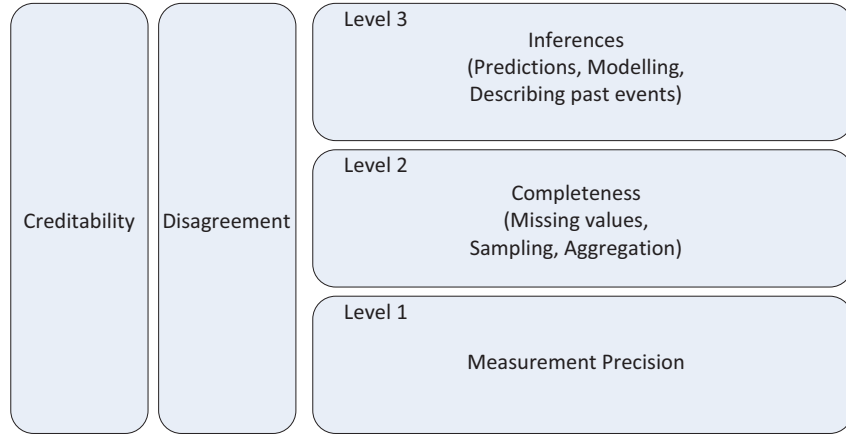 Creditability
Disagreement
Level 3
Inferences
(Predictions, Modelling,
Describing past events)
Level 2
Completeness
(Missing values,
Sampling, Aggregation)
Level 1
Measurement Precision